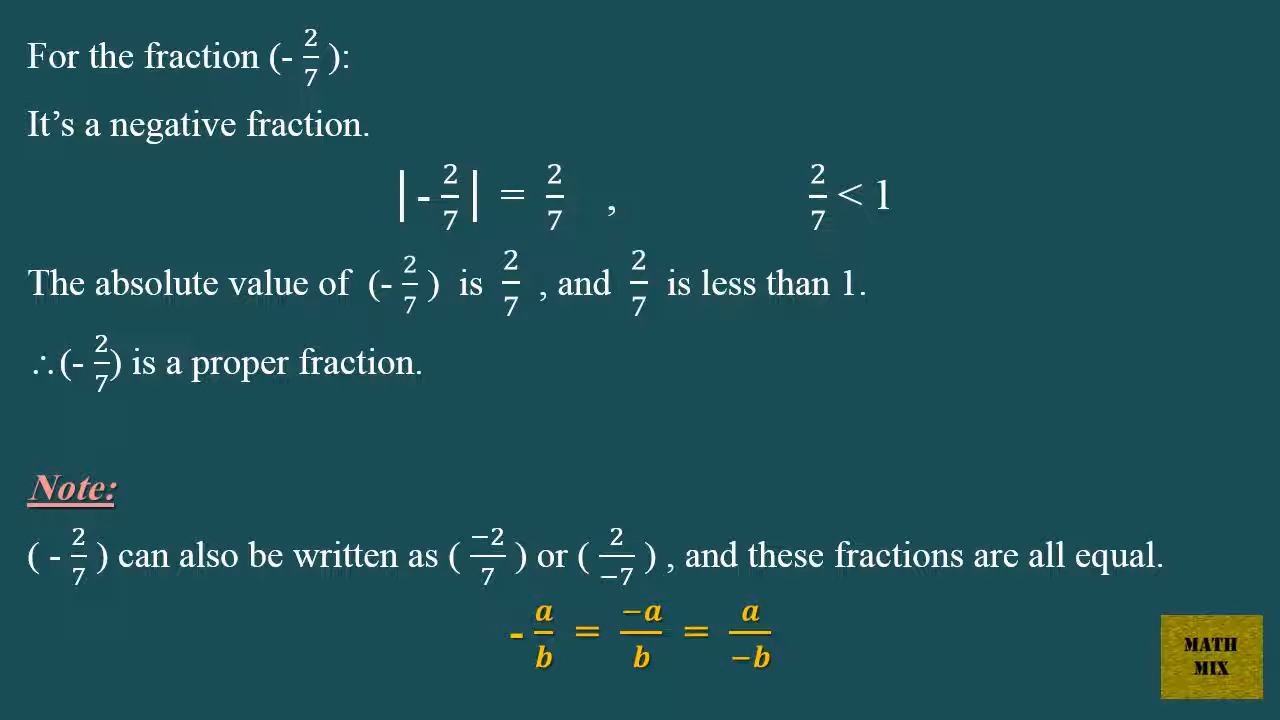 For the fraction (- 2/7 ):
It’s a negative fraction.
|- 2/7| = 2/7 , 2/7 < 1
The absolute value of (- 2/7 ) is 2/7 , and 2/7 is less than 1.
∴(- 2/7) is a proper fraction.
Note:
( - 2/7 ) can also be written as ( −2/7 ) or ( 2/−7 ) , and these fractions are all equal.
- a/b = −a/b = a/−b
MATH
MIX